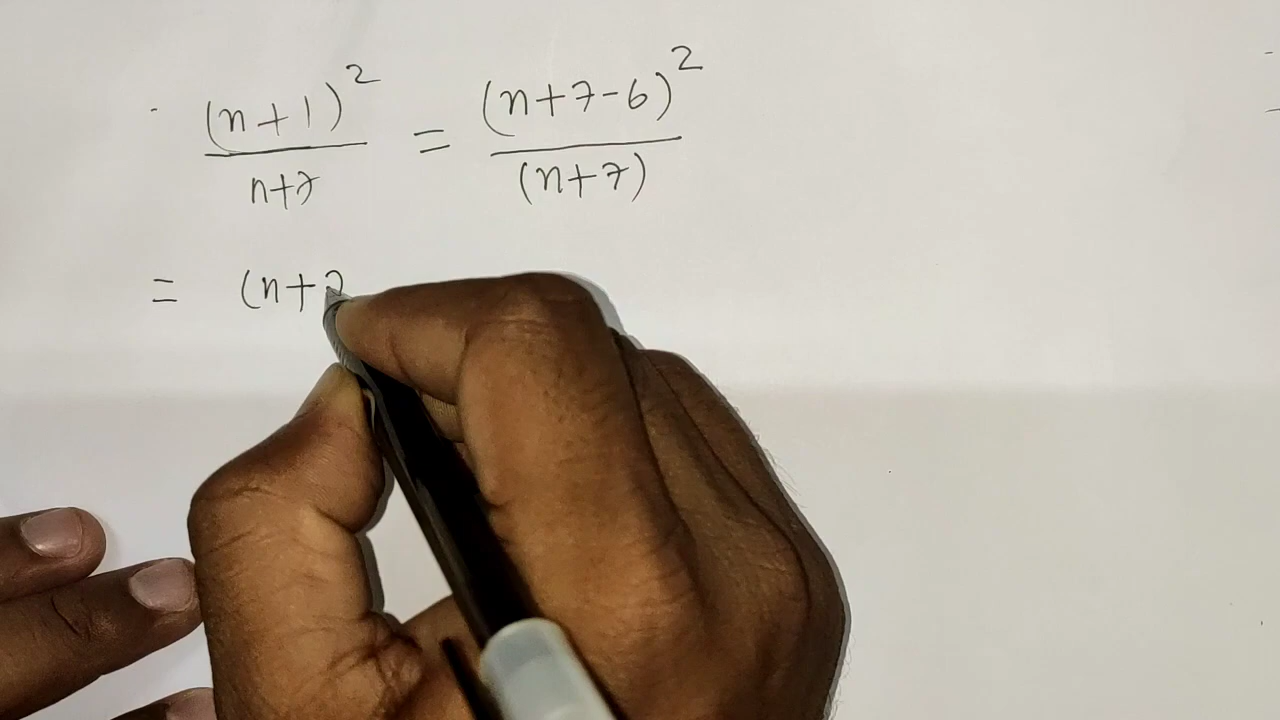 (n+1)² / n+7 = (n+7-6)² / (n+7)
= (n+7